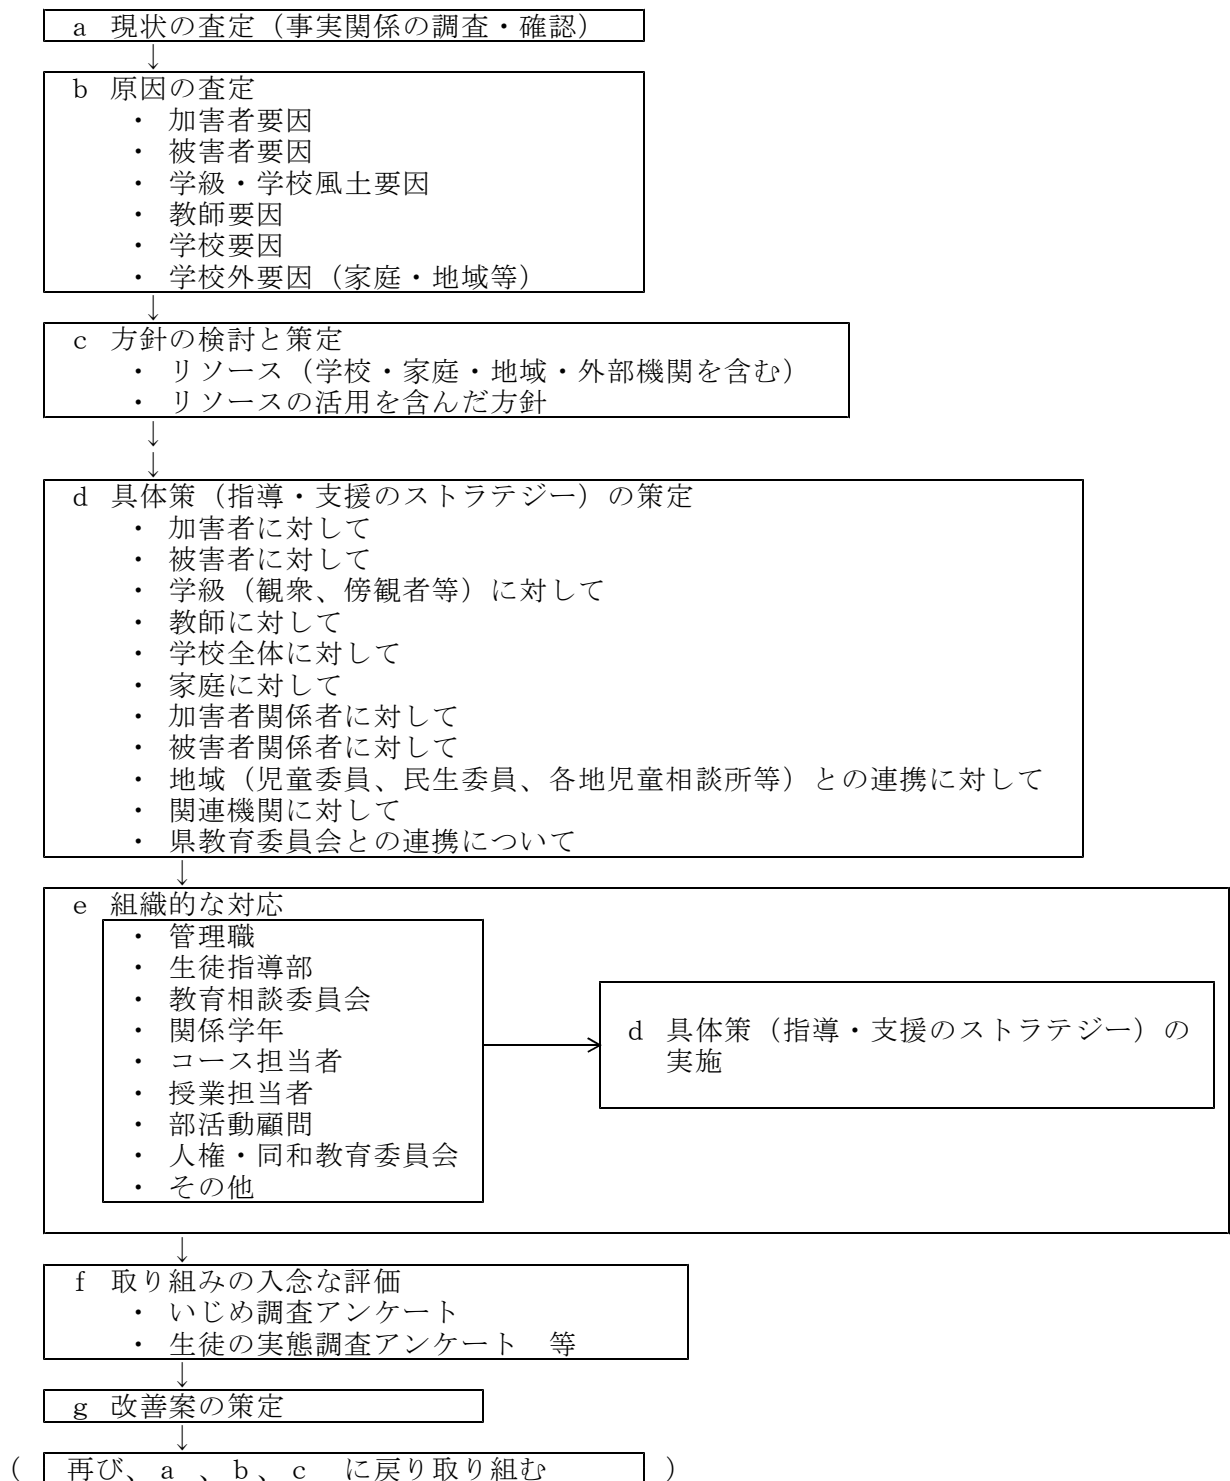 a 現状の査定（事実関係の調査・確認）
↓
b 原因の査定
・ 加害者要因
・ 被害者要因
・ 学級・学校風土要因
・ 教師要因
・ 学校要因
・ 学校外要因（家庭・地域等）
↓
c 方針の検討と策定
・ リソース（学校・家庭・地域・外部機関を含む）
・ リソースの活用を含んだ方針
↓
↓
d 具体策（指導・支援のストラテジー）の策定
・ 加害者に対して
・ 被害者に対して
・ 学級（観衆、傍観者等）に対して
・ 教師に対して
・ 学校全体に対して
・ 家庭に対して
・ 加害者関係者に対して
・ 被害者関係者に対して
・ 地域（児童委員、民生委員、各地児童相談所等）との連携に対して
・ 関連機関に対して
・ 県教育委員会との連携について
↓
e 組織的な対応
・ 管理職
・ 生徒指導部
・ 教育相談委員会
・ 関係学年
・ コース担当者
・ 授業担当者
・ 部活動顧問
・ 人権・同和教育委員会
・ その他
d 具体策（指導・支援のストラテジー）の
実施
↓
f 取り組みの入念な評価
・ いじめ調査アンケート
・ 生徒の実態調査アンケート 等
↓
g 改善案の策定
↓
（ 再び、a 、b、c に戻り取り組む ）